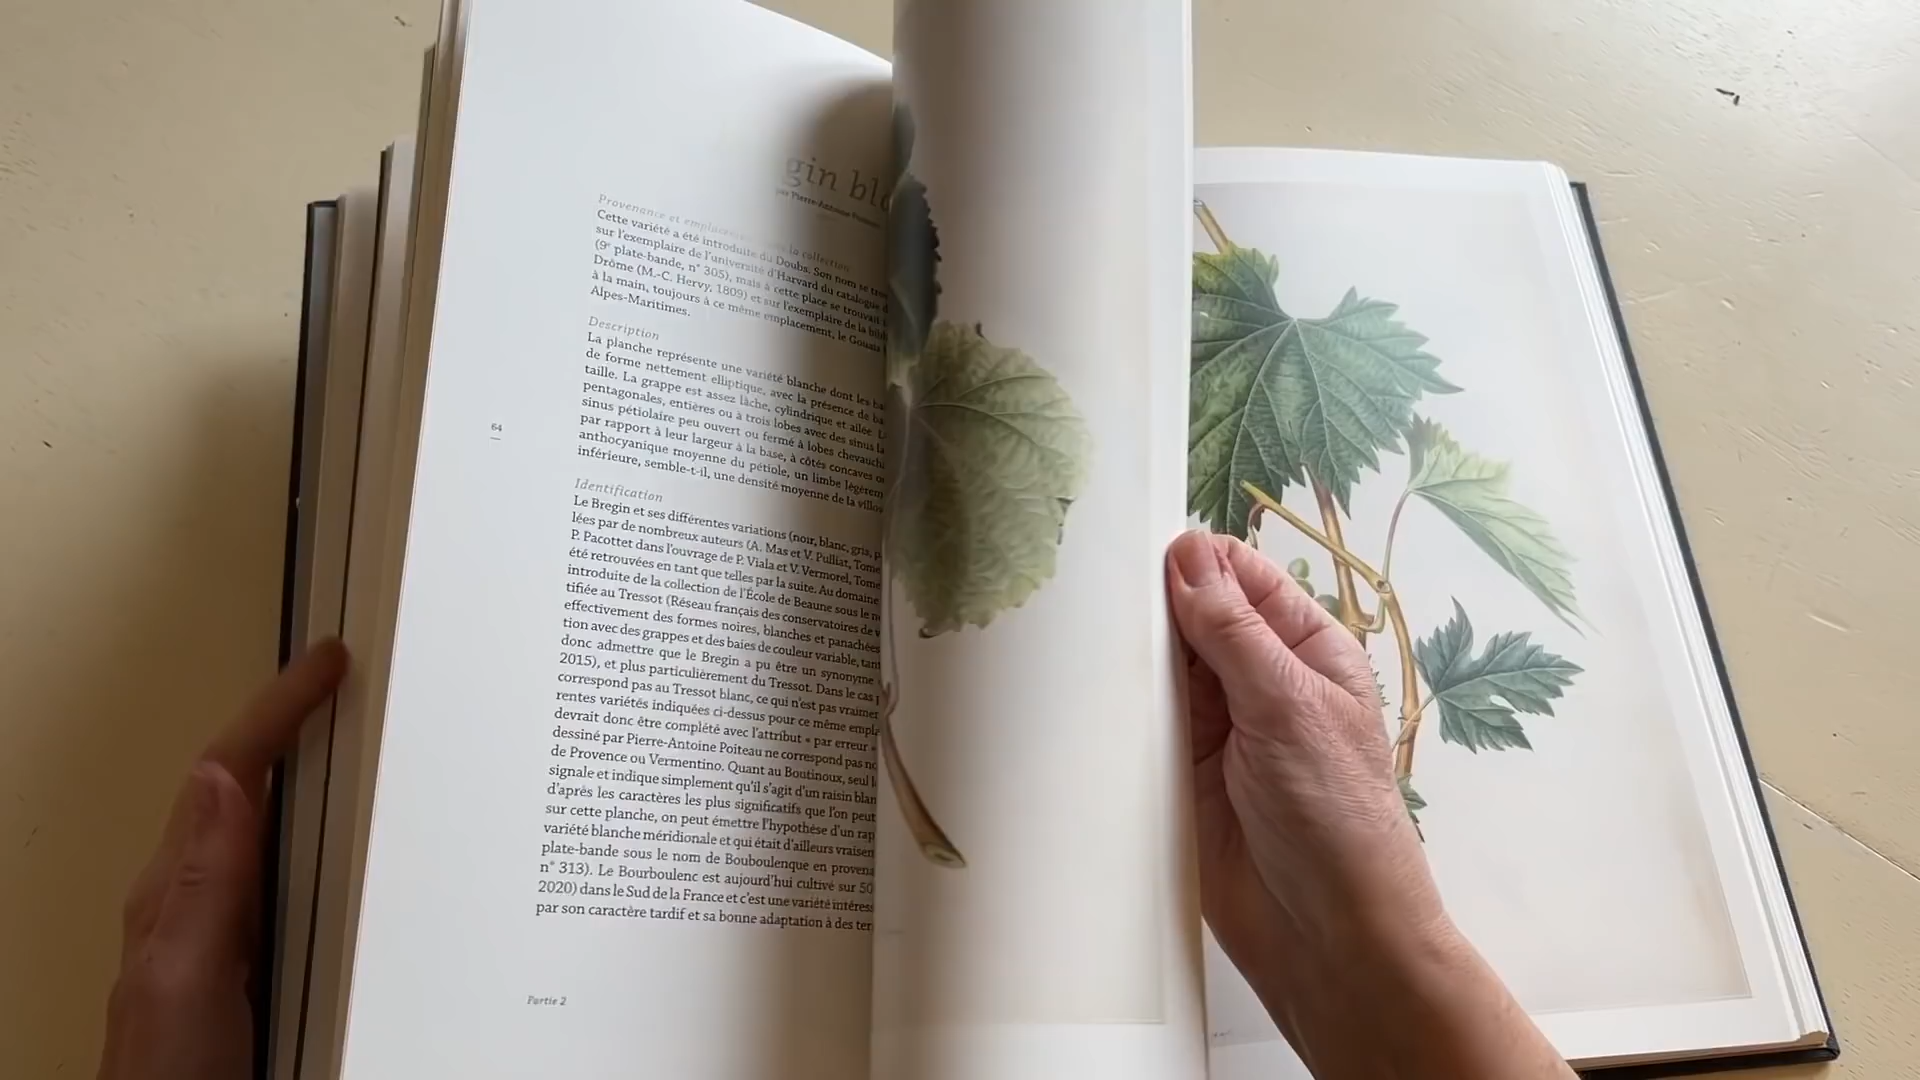 gin bla
par Pierre-Antoine Poiteau
Provenance et la collection
Cette variété a été introduite du Doubs. Son nom se
sur l'exemplaire de l'université d'Harvard du catalogue
(9e plate-bande, n° 305), mais à cette place se trouvait
Drôme (M.-C. Hervy, 1809) et sur l'exemplaire de la
à la main, toujours à ce même emplacement, le Gouais
Alpes-Maritimes.
Description
La planche représente une variété blanche dont les
de forme nettement elliptique, avec la présence de
taille. La grappe est assez lâche, cylindrique et ailée.
pentagonales, entières ou à trois lobes avec des sinus
sinus pétiolaire peu ouvert ou fermé à lobes
par rapport à leur largeur à la base, à côtés concaves
anthocyanique moyenne du pétiole, un limbe
inférieure, semble-t-il, une densité moyenne de la
64
Identification
Le Bregin et ses différentes variations (noir, blanc, gris,
lées par de nombreux auteurs (A. Mas et V. Pulliat, Tome
P. Pacottet dans l'ouvrage de P. Viala et V. Vermorel, Tome
été retrouvées en tant que telles par la suite. Au domaine
introduite de la collection de l'École de Beaune sous le
tifiée au Tressot (Réseau français des conservatoires de
effectivement des formes noires, blanches et panachées
tion avec des grappes et des baies de couleur variable, tant
donc admettre que le Bregin a pu être un synonyme
2015), et plus particulièrement du Tressot. Dans le cas
correspond pas au Tressot blanc, ce qui n'est pas vraimen
rentes variétés indiquées ci-dessus pour ce même empla
devrait donc être complété avec l'attribut « par erreur »
dessiné par Pierre-Antoine Poiteau ne correspond pas
de Provence ou Vermentino. Quant au Boutinoux, seul
signale et indique simplement qu'il s'agit d'un raisin blan
d'après les caractères les plus significatifs que l'on peut
sur cette planche, on peut émettre l'hypothèse d'un rap
variété blanche méridionale et qui était d'ailleurs vraisem
plate-bande sous le nom de Bouboulenque en provena
n° 313). Le Bourboulenc est aujourd'hui cultivé sur 50
2020) dans le Sud de la France et c'est une variété intéress
par son caractère tardif et sa bonne adaptation à des ter
Partie 2